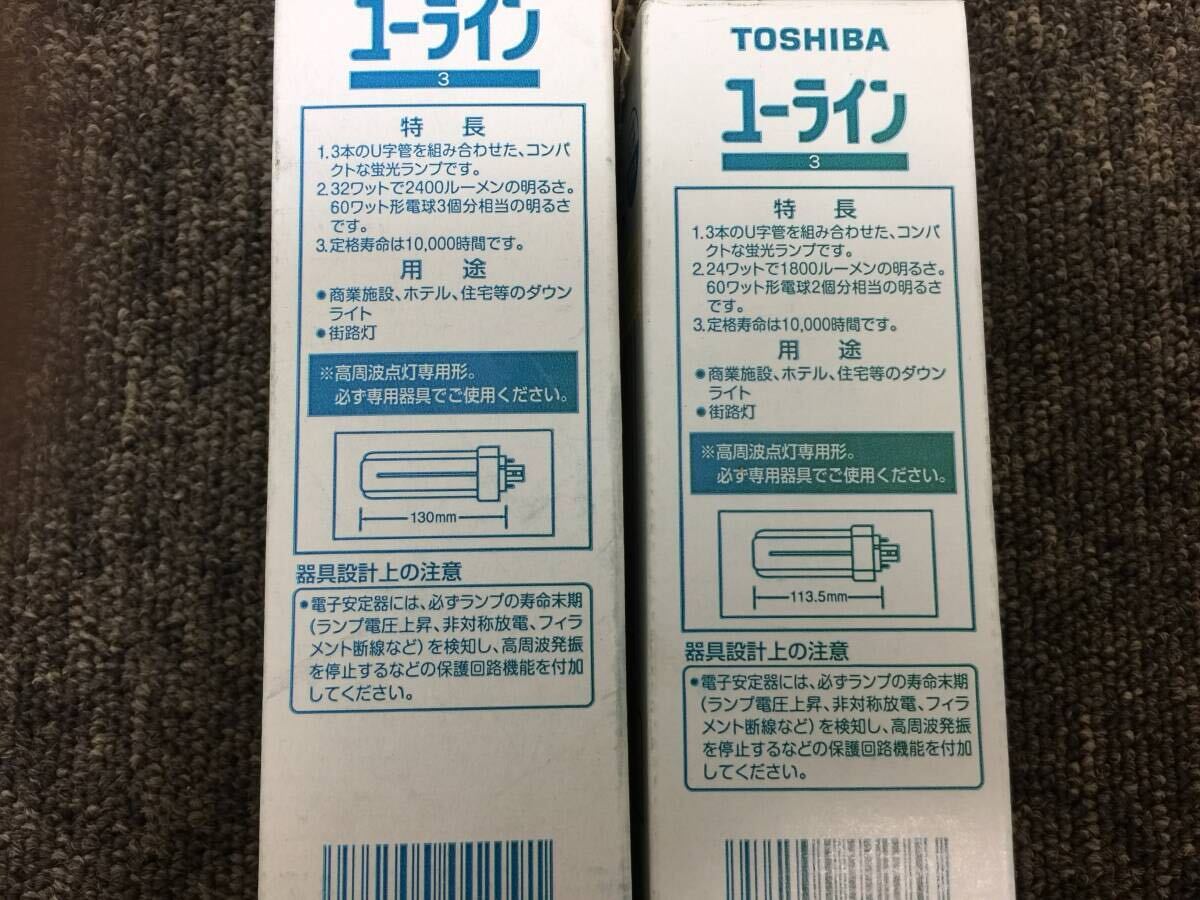 ユーライン
3
特 長
1.3本のU字管を組み合わせた、コンパ
クトな蛍光ランプです。
2.32ワットで2400ルーメンの明るさ。
60ワット形電球3個分相当の明るさ
です。
3.定格寿命は10,000時間です。
用 途
●商業施設、ホテル、住宅等のダウン
ライト
●街路灯
※高周波点灯専用形。
必ず専用器具でご使用ください。
130mm
器具設計上の注意
●電子安定器には、必ずランプの寿命末期
(ランプ電圧上昇、非対称放電、フィラ
メント断線など)を検知し、高周波発振
を停止するなどの保護回路機能を付加
してください。
TOSHIBA
ユーライン
3
特 長
1.3本のU字管を組み合わせた、コンパ
クトな蛍光ランプです。
2.24ワットで1800ルーメンの明るさ。
60ワット形電球2個分相当の明るさ
です。
3.定格寿命は10,000時間です。
用 途
●商業施設、ホテル、住宅等のダウン
ライト
●街路灯
※高周波点灯専用形。
必ず専用器具でご使用ください。
113.5mm
器具設計上の注意
●電子安定器には、必ずランプの寿命末期
(ランプ電圧上昇、非対称放電、フィラ
メント断線など)を検知し、高周波発振
を停止するなどの保護回路機能を付加
してください。